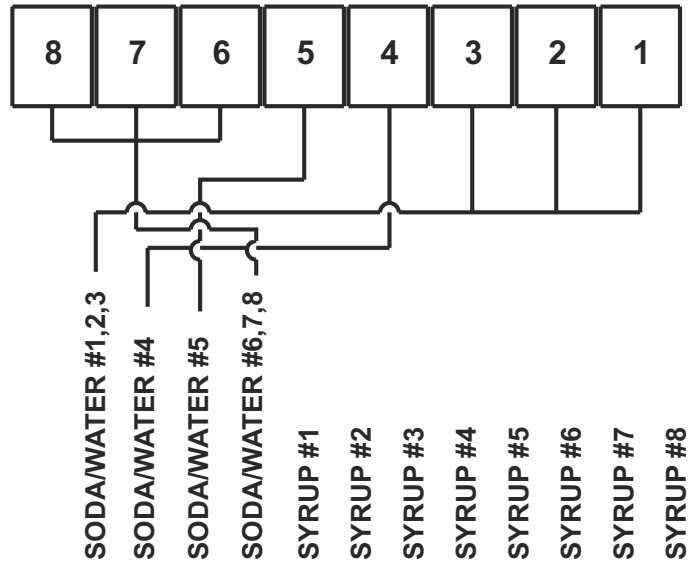 8 7 6 5 4 3 2 1
SODA/WATER #1,2,3
SODA/WATER #4
SODA/WATER #5
SODA/WATER #6,7,8
SYRUP #1
SYRUP #2
SYRUP #3
SYRUP #4
SYRUP #5
SYRUP #6
SYRUP #7
SYRUP #8